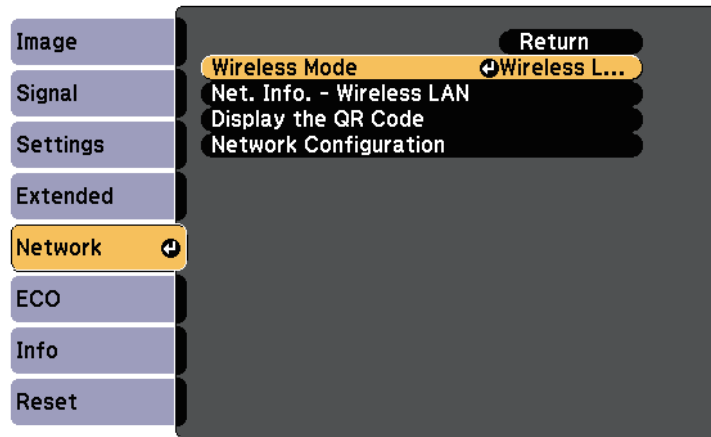 Image
Signal
Settings
Extended
Network
ECO
Info
Reset
Return
Wireless Mode Wireless L...
Net. Info. - Wireless LAN
Display the QR Code
Network Configuration